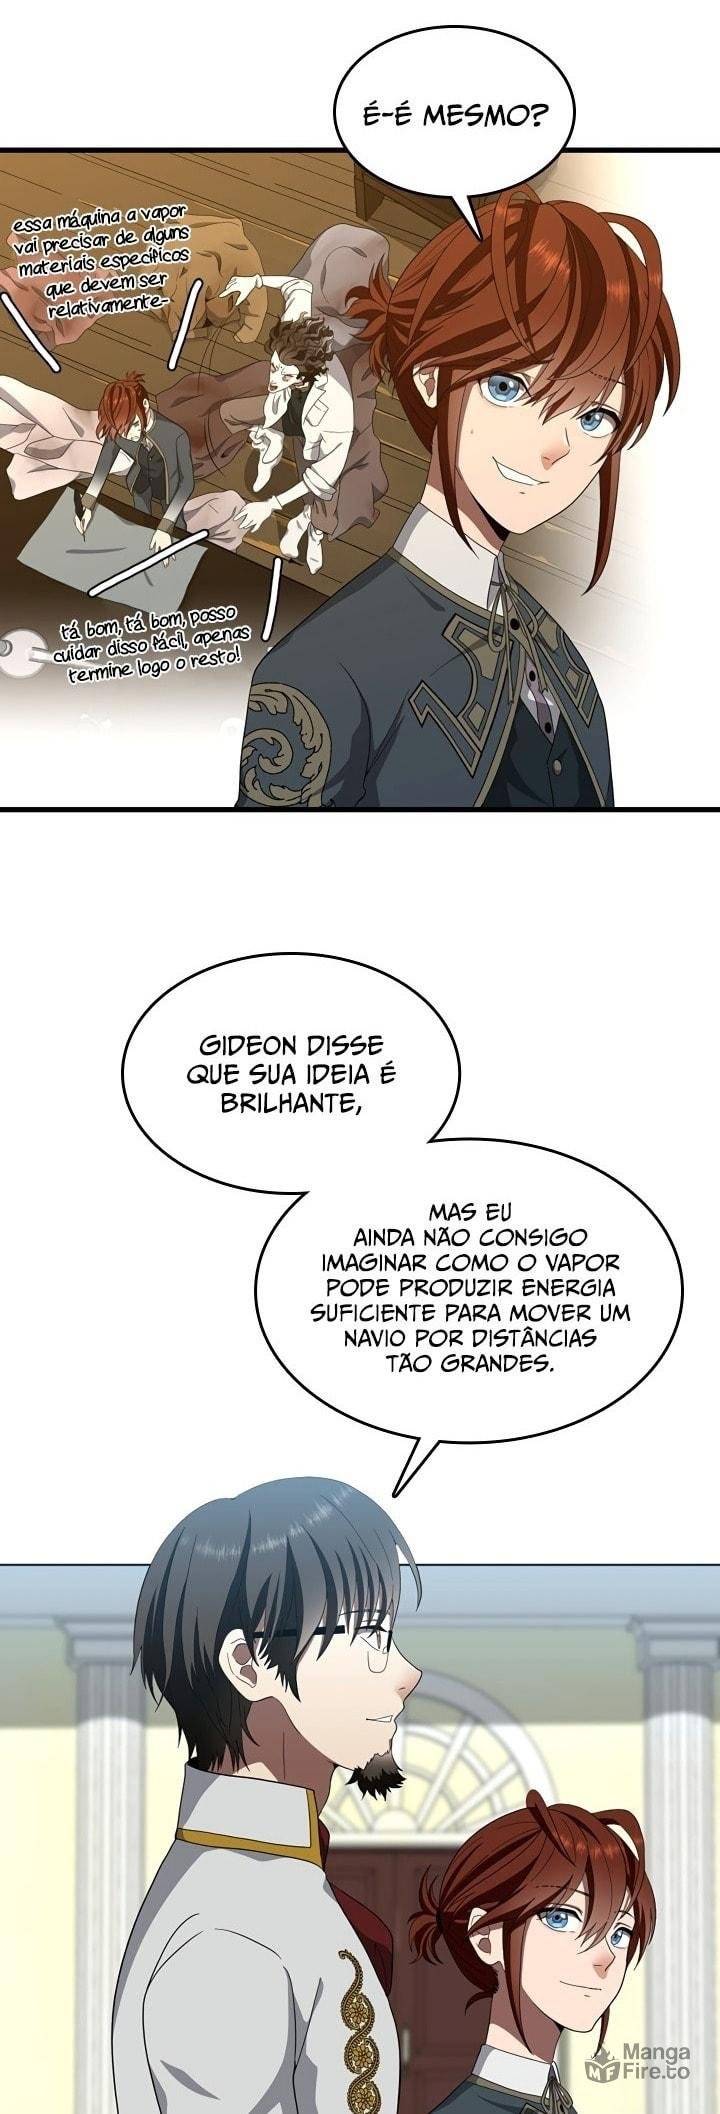 É-É MESMO?
essa máquina a vapor
vai precisar de alguns
materiais específicos
que devem ser
relativamente-
tá bom, tá bom, posso
cuidar disso fácil, apenas
termine logo o resto!
GIDEON DISSE
QUE SUA IDEIA É
BRILHANTE,
MAS EU
AINDA NÃO CONSIGO
IMAGINAR COMO O VAPOR
PODE PRODUZIR ENERGIA
SUFICIENTE PARA MOVER UM
NAVIO POR DISTÂNCIAS
TÃO GRANDES.
Manga
MF Fire.to